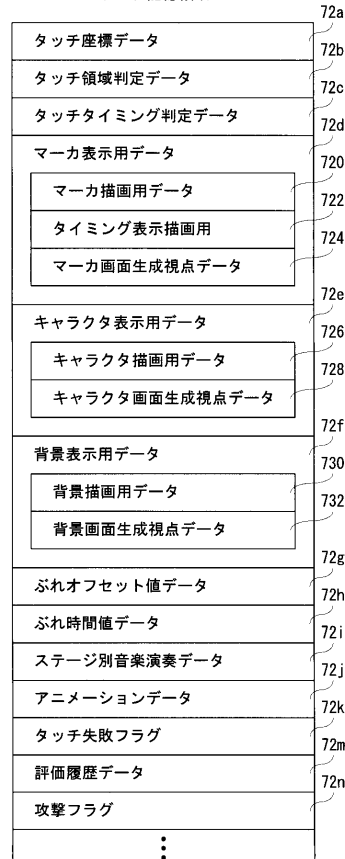 72a
タッチ座標データ
72b
タッチ領域判定データ
72c
タッチタイミング判定データ
72d
マーカ表示用データ
720
マーカ描画用データ
722
タイミング表示描画用
724
マーカ画面生成視点データ
72e
キャラクタ表示用データ
726
キャラクタ描画用データ
728
キャラクタ画面生成視点データ
72f
背景表示用データ
730
背景描画用データ
732
背景画面生成視点データ
72g
ぶれオフセット値データ
72h
ぶれ時間値データ
72i
ステージ別音楽演奏データ
72j
アニメーションデータ
72k
タッチ失敗フラグ
72m
評価履歴データ
72n
攻撃フラグ